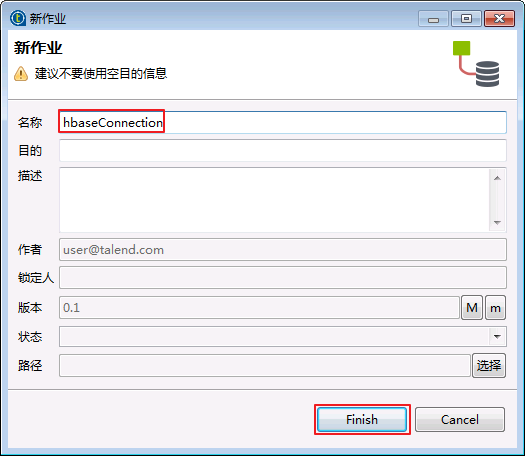 新作业
新作业
建议不要使用空目的信息
名称 hbaseConnection
目的
描述
作者 user@talend.com
锁定人
版本 0.1 M m
状态
路径 选择
Finish Cancel